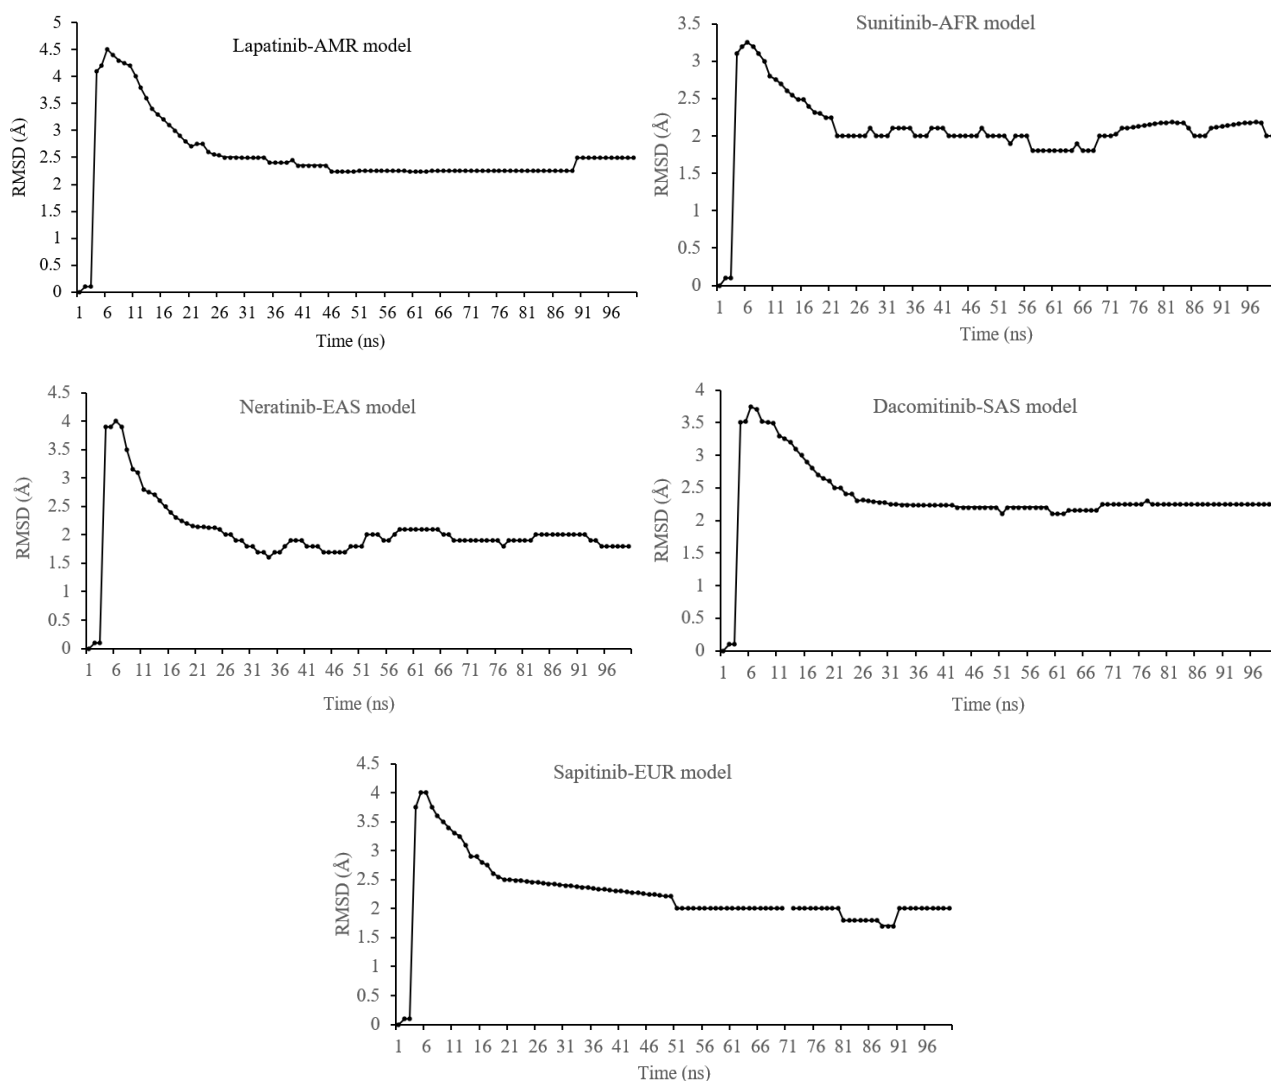 Lapatinib-AMR model
RMSD (Å)
5
4.5
4
3.5
3
2.5
2
1.5
1
0.5
0
1 6 11 16 21 26 31 36 41 46 51 56 61 66 71 76 81 86 91 96
Time (ns)
Sunitinib-AFR model
RMSD (Å)
3.5
3
2.5
2
1.5
1
0.5
0
1 6 11 16 21 26 31 36 41 46 51 56 61 66 71 76 81 86 91 96
Time (ns)
Neratinib-EAS model
RMSD (Å)
4.5
4
3.5
3
2.5
2
1.5
1
0.5
0
1 6 11 16 21 26 31 36 41 46 51 56 61 66 71 76 81 86 91 96
Time (ns)
Dacomitinib-SAS model
RMSD (Å)
4
3.5
3
2.5
2
1.5
1
0.5
0
1 6 11 16 21 26 31 36 41 46 51 56 61 66 71 76 81 86 91 96
Time (ns)
Sapitinib-EUR model
RMSD (Å)
4.5
4
3.5
3
2.5
2
1.5
1
0.5
0
1 6 11 16 21 26 31 36 41 46 51 56 61 66 71 76 81 86 91 96
Time (ns)